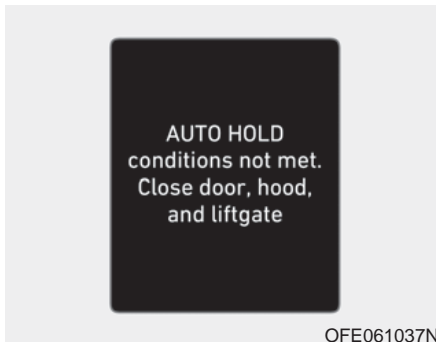 AUTO HOLD
conditions not met.
Close door, hood,
and liftgate
OFE061037N